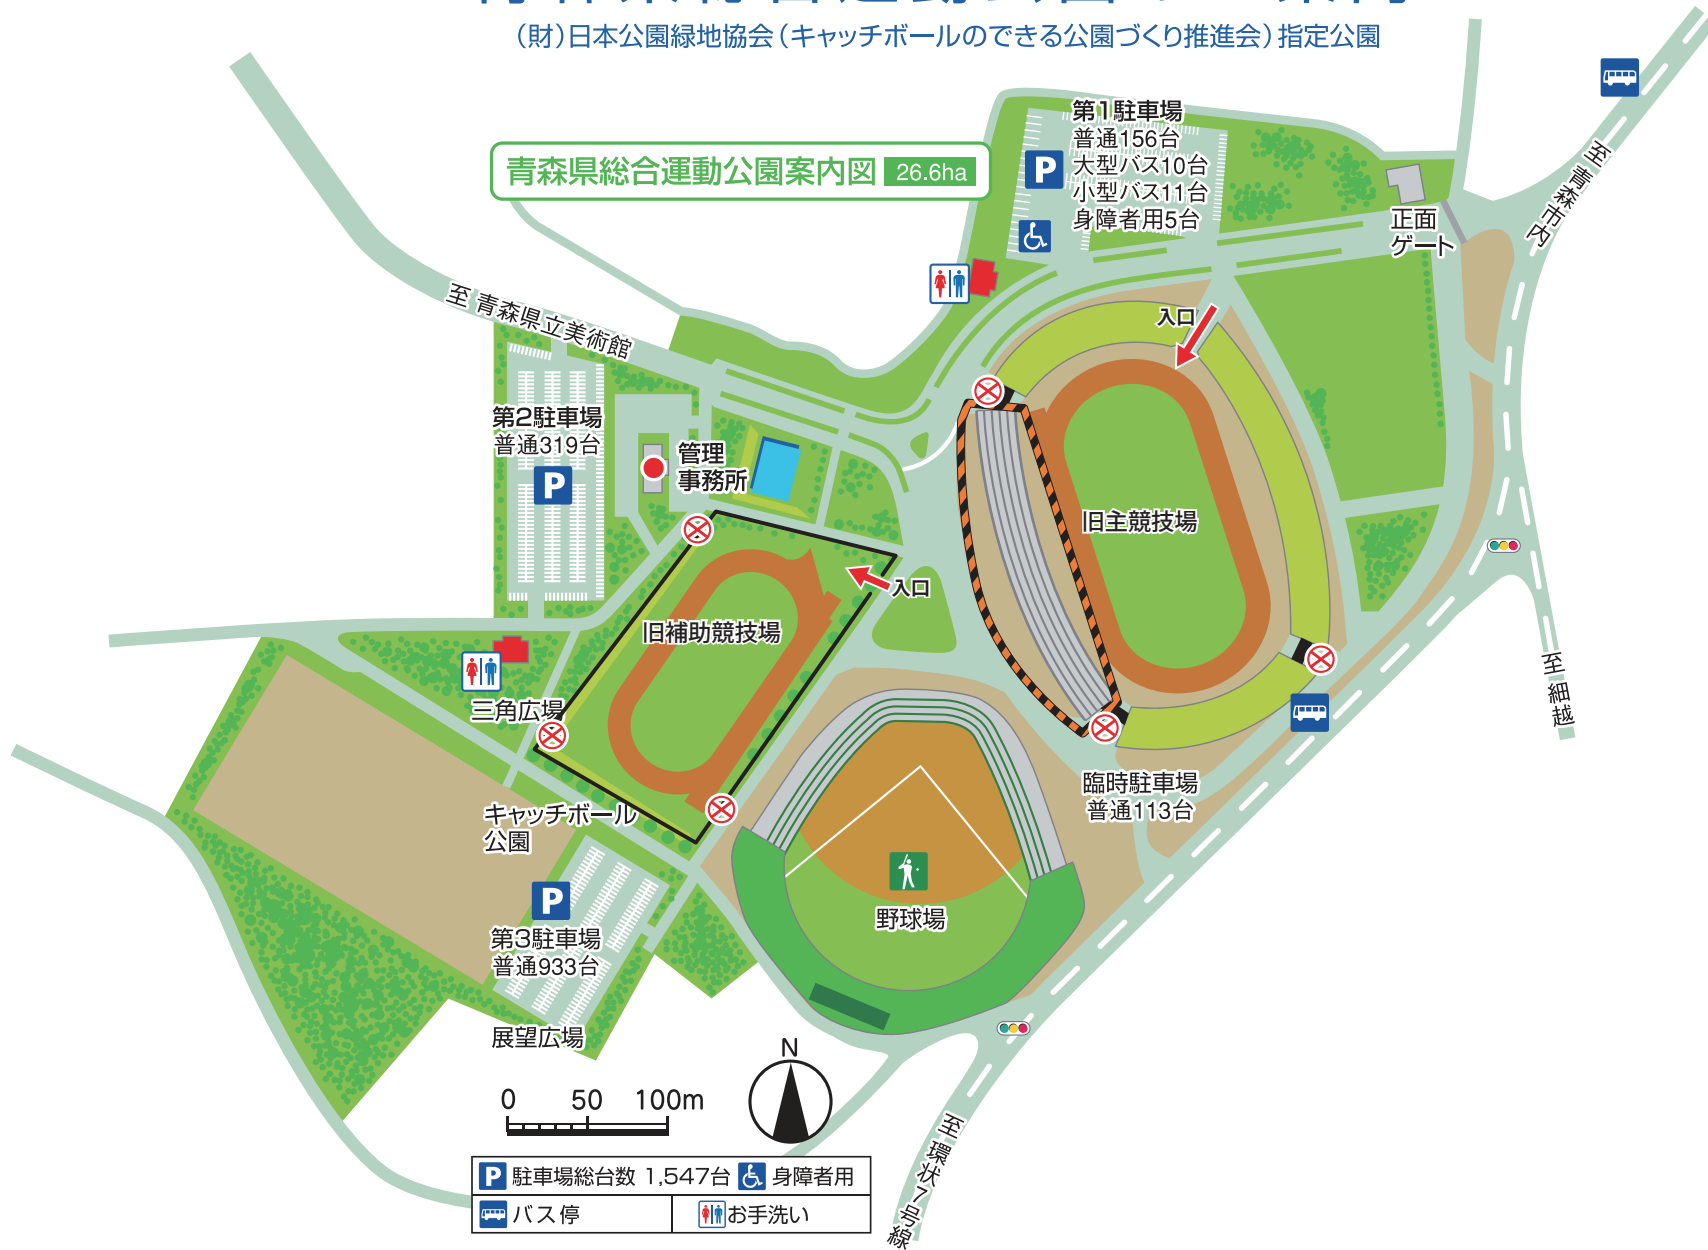 (財)日本公園緑地協会(キャッチボールのできる公園づくり推進会)指定公園
青森県総合運動公園案内図 26.6ha
第1駐車場
普通156台
大型バス10台
小型バス11台
身障者用5台
P
正面
ゲート
至青森市内
入口
至 青森県立美術館
第2駐車場
普通319台
P
管理
事務所
旧主競技場
入口
旧補助競技場
三角広場
至 細越
臨時駐車場
普通113台
キャッチボール
公園
P
第3駐車場
普通933台
野球場
展望広場
N
0 50 100m
至環状7号線
P 駐車場総台数 1,547台 身障者用
バス停 お手洗い